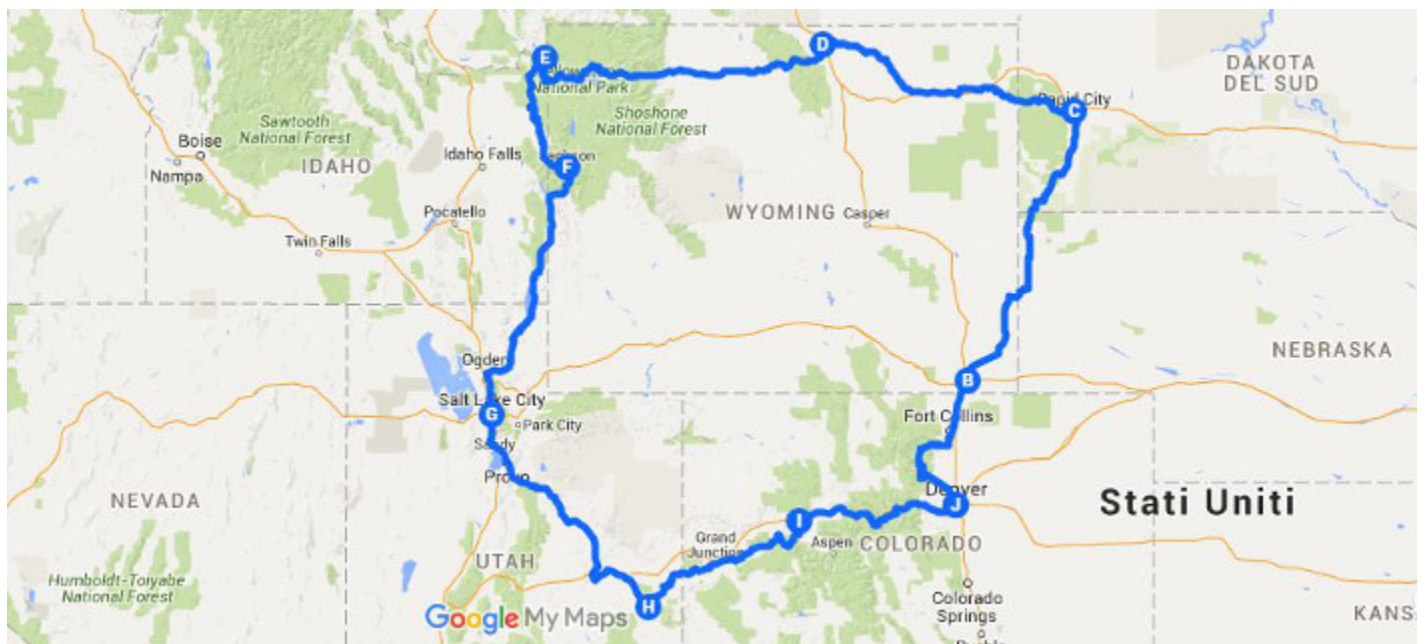 D
DAKOTA
DEL SUD
E
National Park
Rapid City
C
Shoshone
National Forest
Sawtooth
National Forest
Boise
Nampa
IDAHO
Idaho Falls
F
WYOMING
Casper
Pocatello
Twin Falls
NEBRASKA
Ogden
B
Salt Lake City
G
Park City
Fort Collins
Sandy
Provo
Denver
J
Stati Uniti
NEVADA
I
Grand
Junction
Aspen
COLORADO
UTAH
Humboldt-Toiyabe
National Forest
H
Google My Maps
Colorado
Springs
KANS